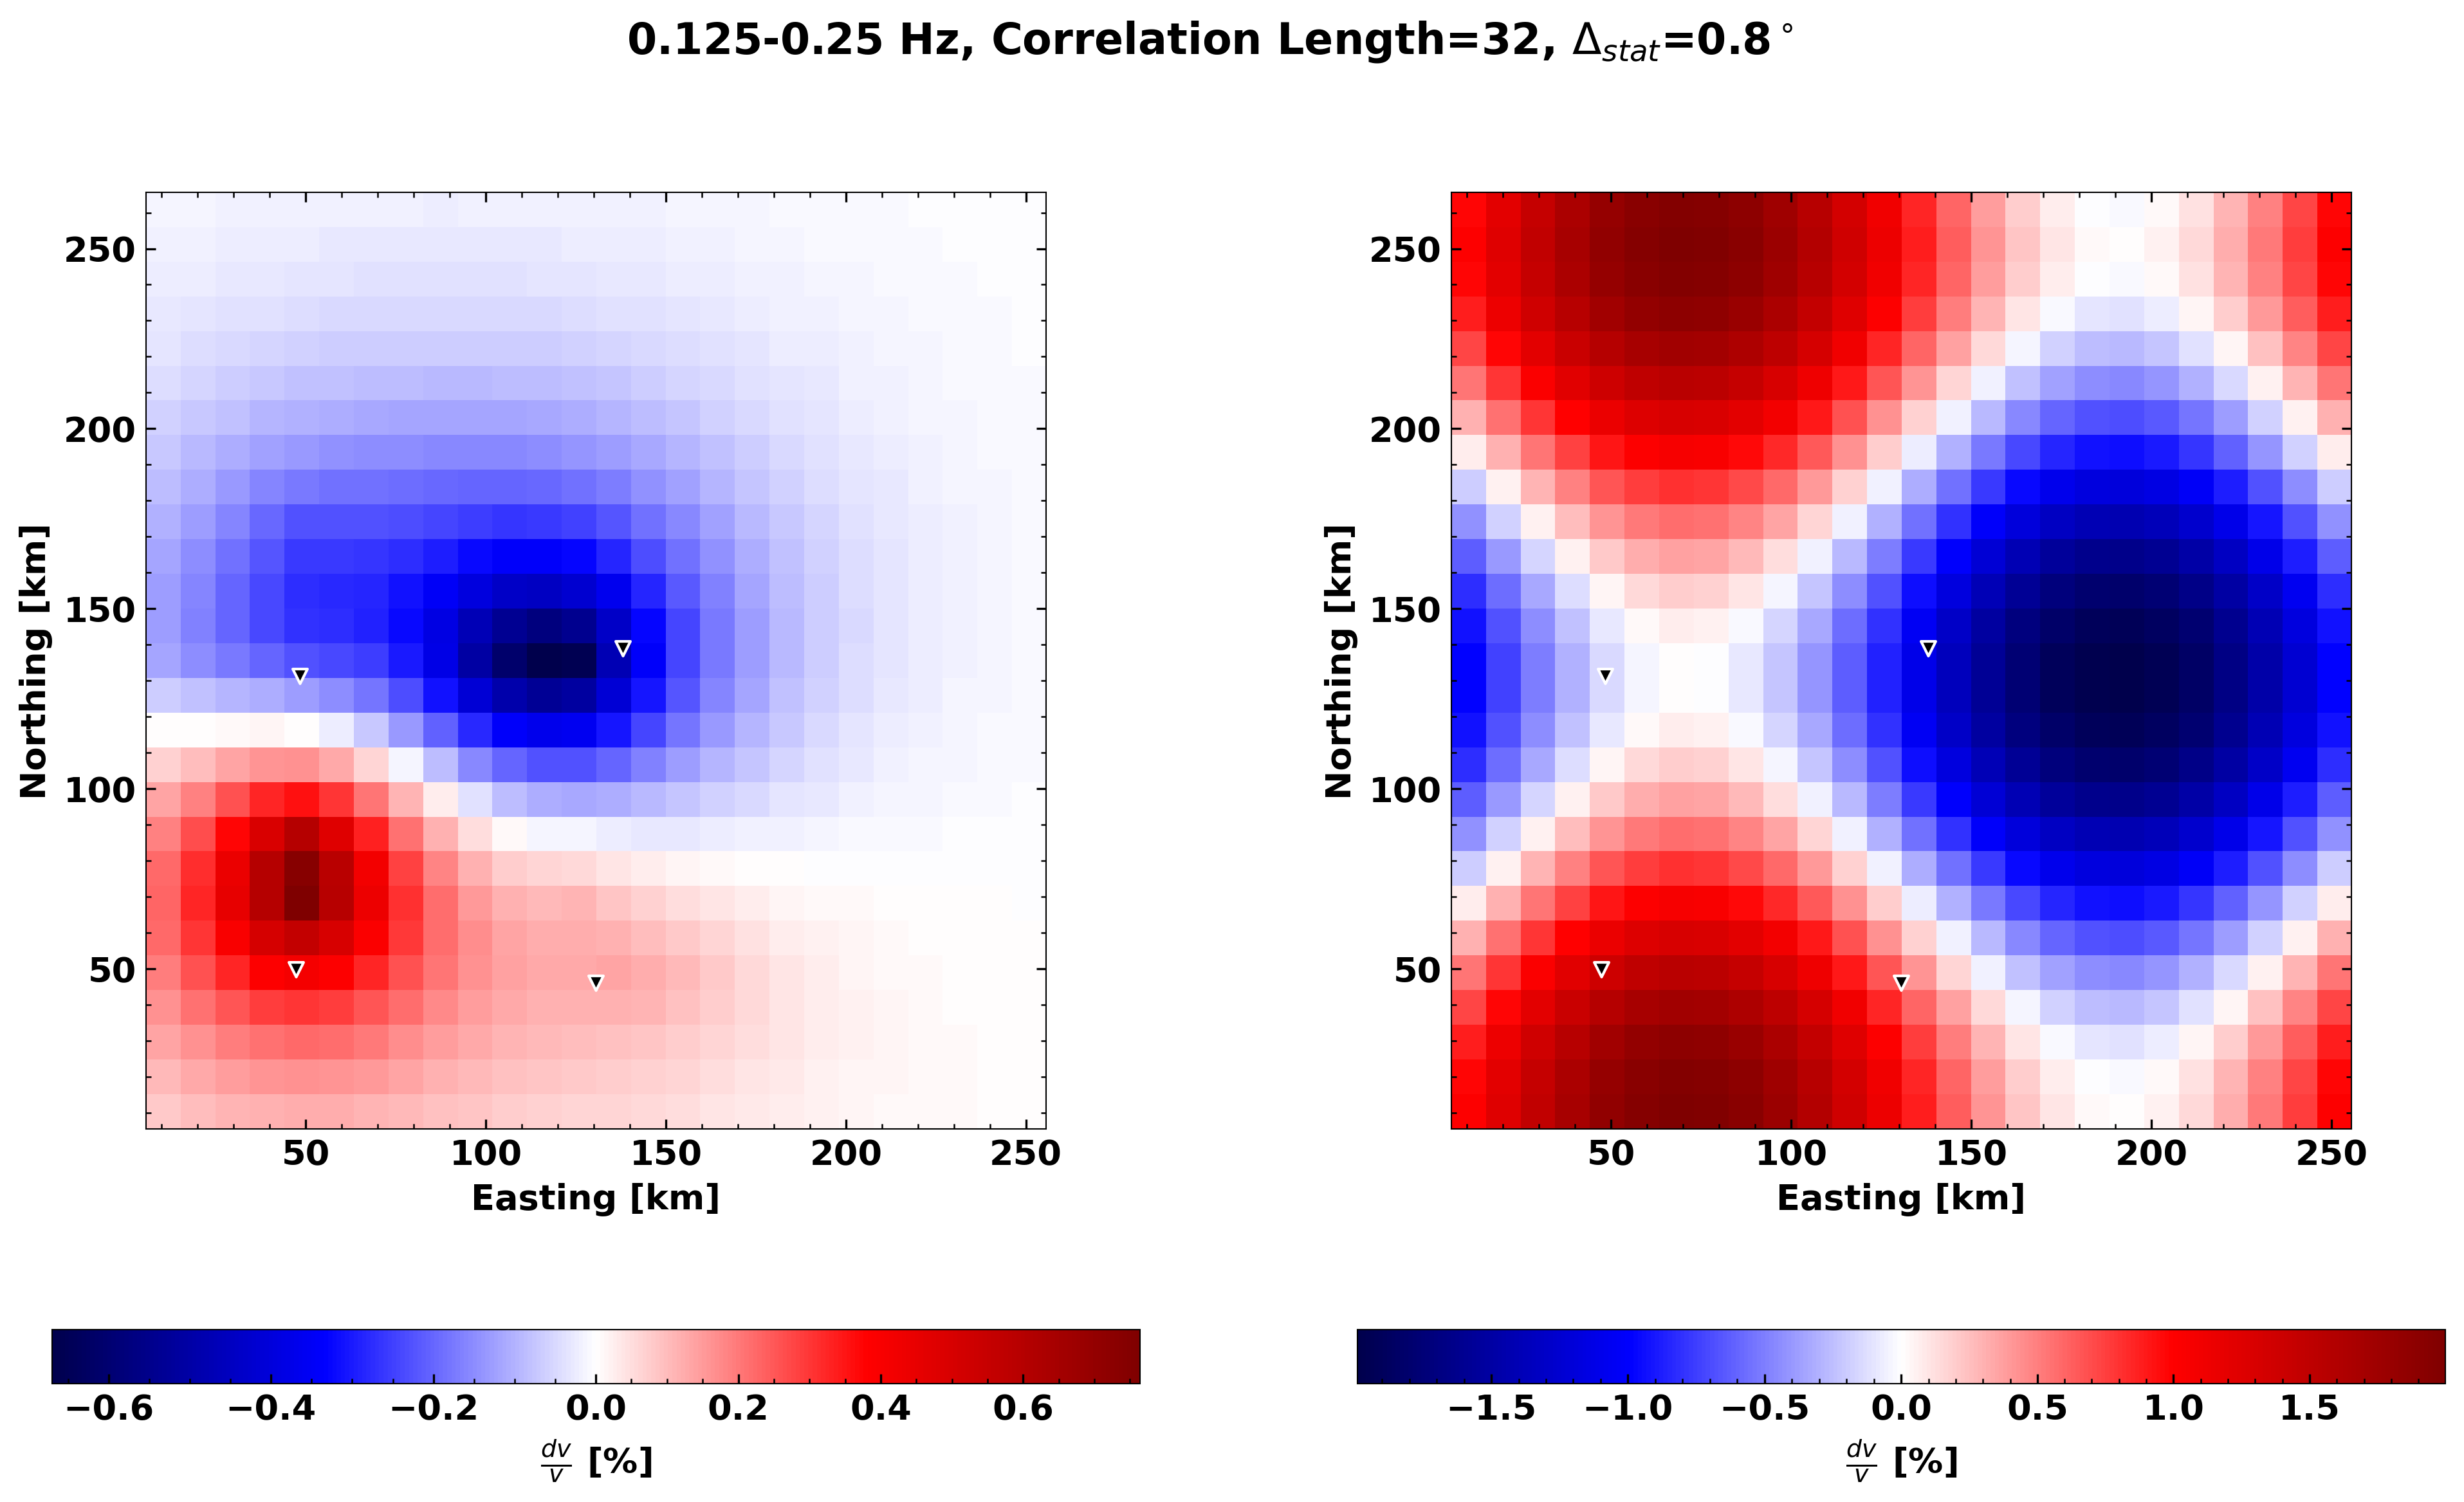 0.125-0.25 Hz, Correlation Length=32, Δstat=0.8°
Northing [km]
250
200
150
100
50
50 100 150 200 250
Easting [km]
−0.6 −0.4 −0.2 0.0 0.2 0.4 0.6
dv/v [%]
Northing [km]
250
200
150
100
50
50 100 150 200 250
Easting [km]
−1.5 −1.0 −0.5 0.0 0.5 1.0 1.5
dv/v [%]